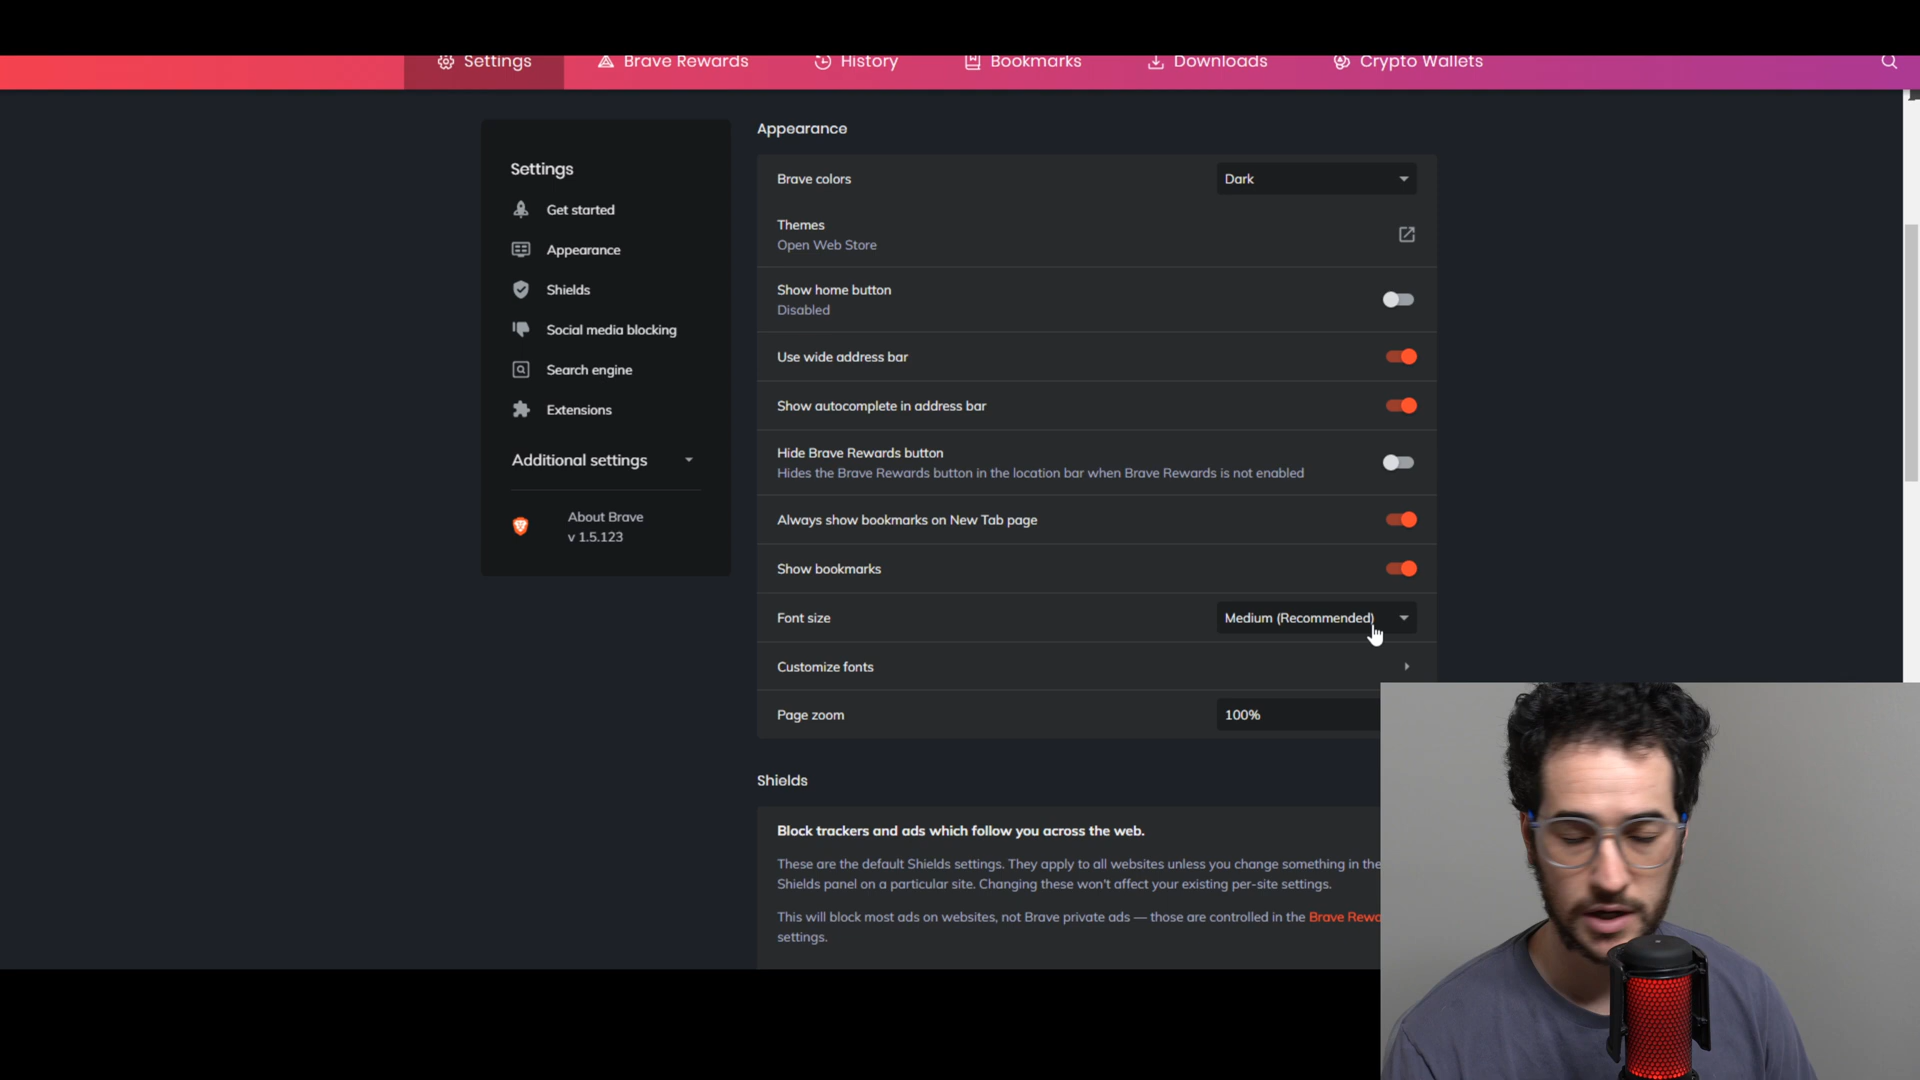 Settings
Brave Rewards
History
Bookmarks
Downloads
Crypto Wallets
Settings
Get started
Appearance
Shields
Social media blocking
Search engine
Extensions
Additional settings
About Brave
v 1.5.123
Appearance
Brave colors
Dark
Themes
Open Web Store
Show home button
Disabled
Use wide address bar
Show autocomplete in address bar
Hide Brave Rewards button
Hides the Brave Rewards button in the location bar when Brave Rewards is not enabled
Always show bookmarks on New Tab page
Show bookmarks
Font size
Medium (Recommended)
Customize fonts
Page zoom
100%
Shields
Block trackers and ads which follow you across the web.
These are the default Shields settings. They apply to all websites unless you change something in the
Shields panel on a particular site. Changing these won't affect your existing per-site settings.
This will block most ads on websites, not Brave private ads — those are controlled in the Brave Rewa
settings.